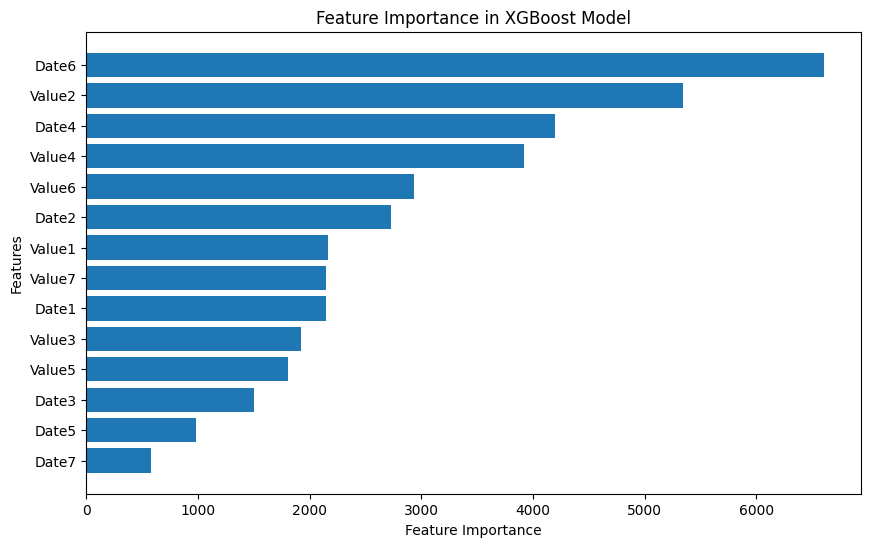 Feature Importance in XGBoost Model
Features
Date6
Value2
Date4
Value4
Value6
Date2
Value1
Value7
Date1
Value3
Value5
Date3
Date5
Date7
0 1000 2000 3000 4000 5000 6000
Feature Importance